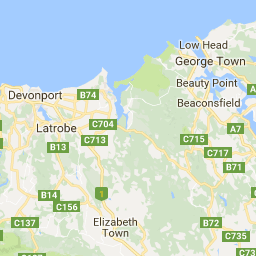 Low Head
George Town
Devonport
B74
Beauty Point
Beaconsfield
Latrobe
C704
A7
B13
C713
C715
C717
B71
B14
1
C156
C137
Elizabeth
Town
B72
C735
C73